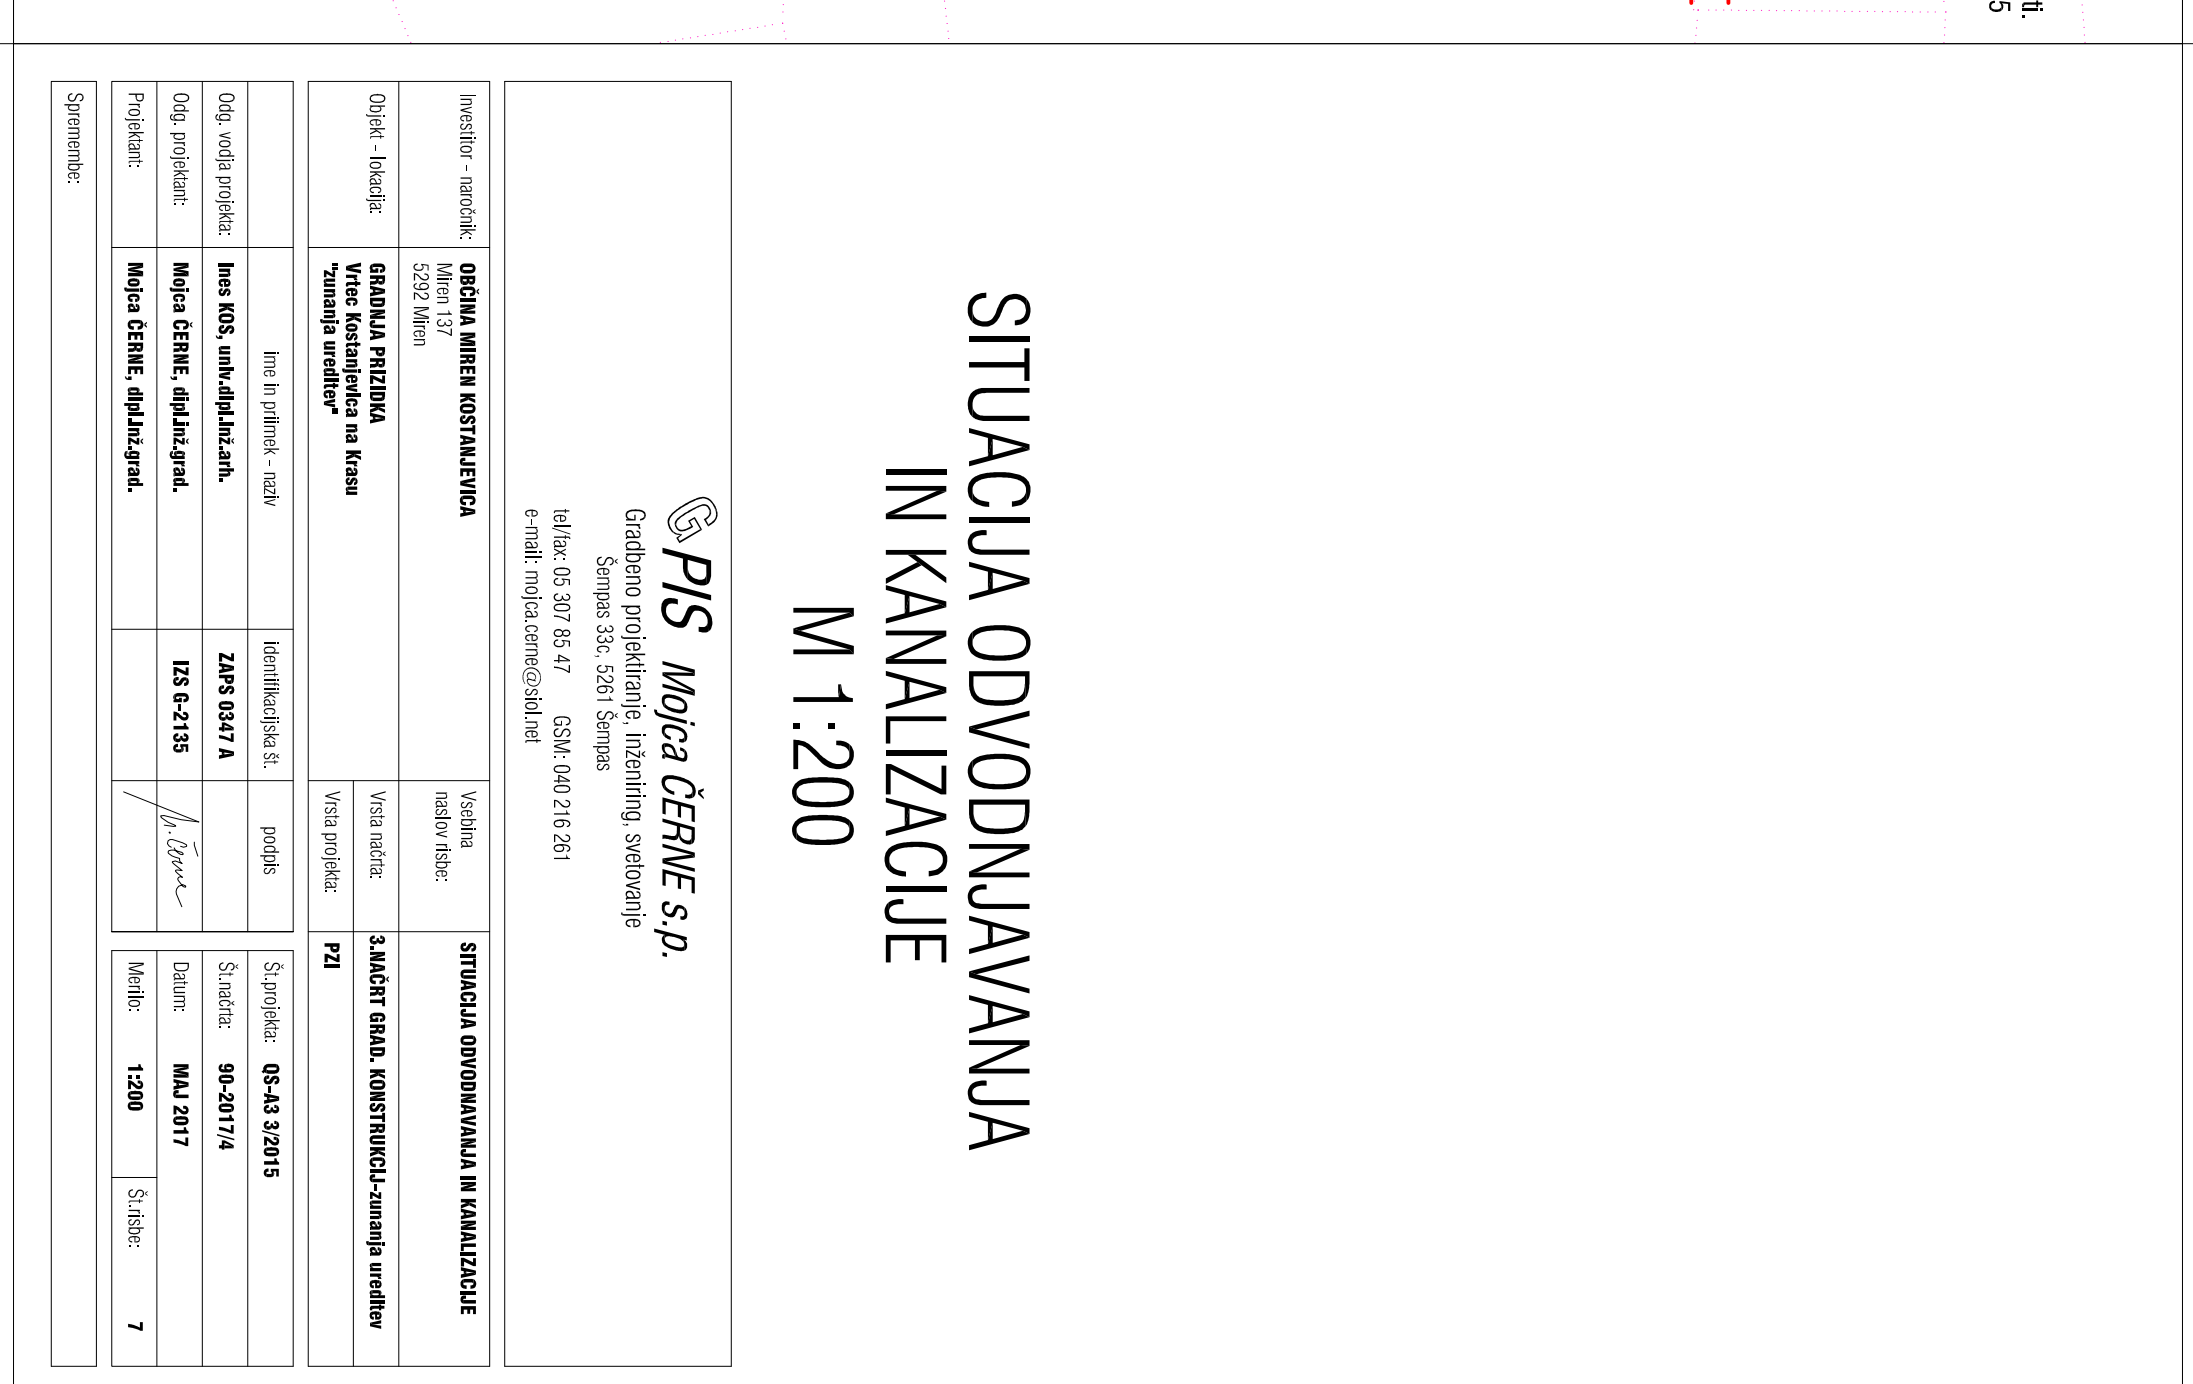 ti.
5
SITUACIJA ODVODNJAVANJA
IN KANALIZACIJE
M 1:200
G PIS Mojca ČERNE s.p.
Gradbeno projektiranje, inženiring, svetovanje
Šempas 33c, 5261 Šempas
tel/fax: 05 307 85 47 GSM: 040 216 261
e-mail: mojca.cerne@siol.net
Investitor - naročnik:
OBČINA MIREN KOSTANJEVICA
Miren 137
5292 Miren
Vsebina
naslov risbe:
SITUACIJA ODVODNAVANJA IN KANALIZACIJE
Objekt - lokacija:
GRADNJA PRIZIDKA
Vrtec Kostanjevica na Krasu
"zunanja ureditev"
Vrsta načrta:
3.NAČRT GRAD. KONSTRUKCIJ-zunanja ureditev
Vrsta projekta:
PZI
ime in priimek - naziv identifikacijska št. podpis
Odg. vodja projekta: Ines KOS, univ.dipl.inž.arh. ZAPS 0347 A
Odg. projektant: Mojca ČERNE, dipl.inž.grad. IZS G-2135
M. Černe
Projektant: Mojca ČERNE, dipl.inž.grad.
Št.projekta: QS-A3 3/2015
Št.načrta: 90-2017/4
Datum: MAJ 2017
Merilo: 1:200 Št.risbe: 7
Spremembe: